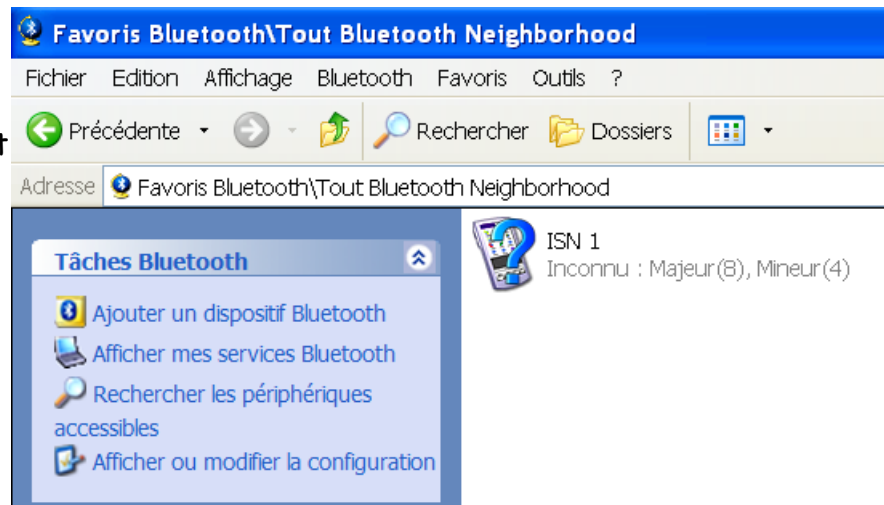 Favoris Bluetooth\Tout Bluetooth Neighborhood
Fichier Edition Affichage Bluetooth Favoris Outils ?
t Précédente Rechercher Dossiers
Adresse Favoris Bluetooth\Tout Bluetooth Neighborhood
Tâches Bluetooth
Ajouter un dispositif Bluetooth
Afficher mes services Bluetooth
Rechercher les périphériques
accessibles
Afficher ou modifier la configuration
ISN 1
Inconnu : Majeur(8), Mineur(4)